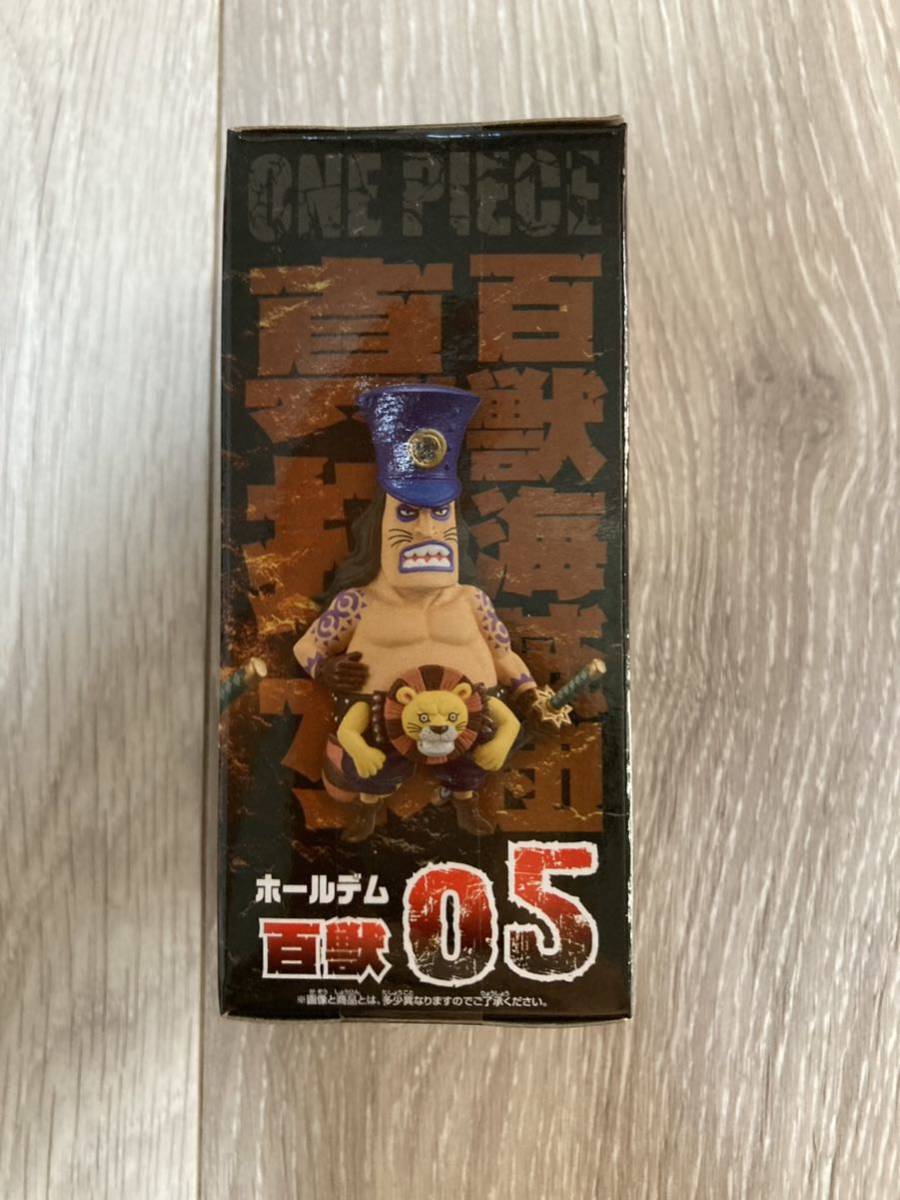 ONE PIECE
百獣海賊団
真打
ホールデム
百獣 05
※画像と商品とは、多少異なりますのでご了承ください。